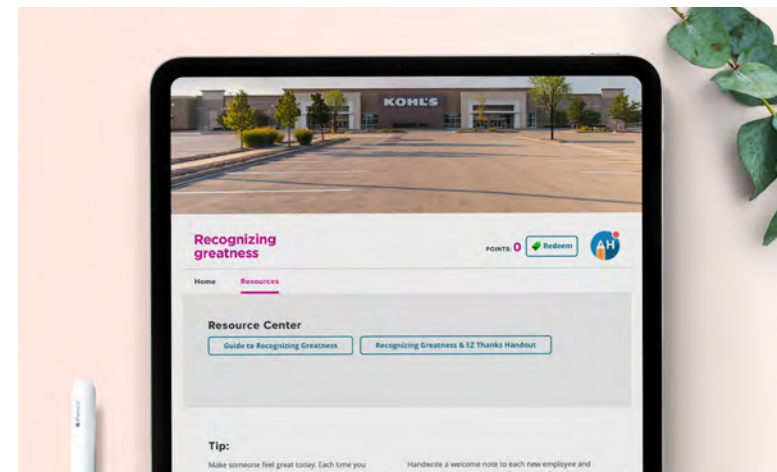 KOHL'S
Recognizing
greatness
POINTS: 0 Redeem AH
Home Resources
Resource Center
Guide to Recognizing Greatness Recognizing Greatness & EZ Thanks Handout
Tip:
Make someone feel great today. Each time you
Handwrite a welcome note to each new employee and